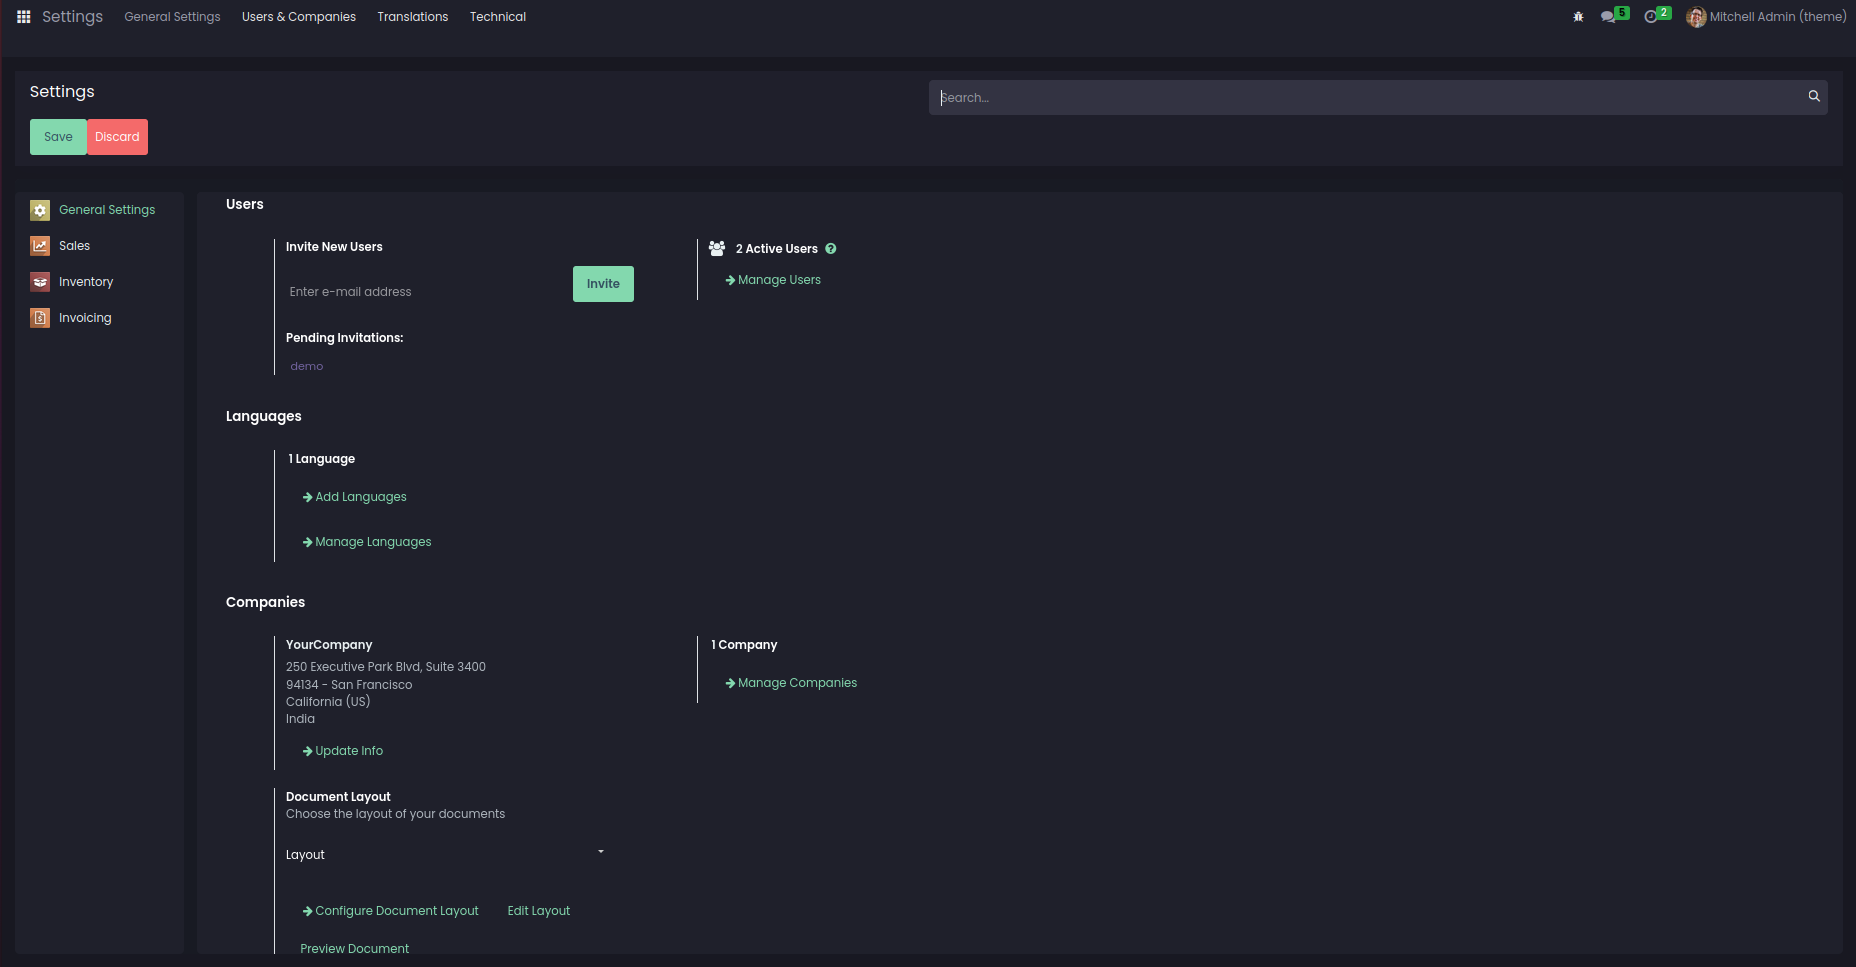 Settings General Settings Users & Companies Translations Technical 5 2 Mitchell Admin (theme)
Settings
Search...
Save Discard
General Settings
Sales
Inventory
Invoicing
Users
Invite New Users
Enter e-mail address Invite
Pending Invitations:
demo
2 Active Users ?
Manage Users
Languages
1 Language
Add Languages
Manage Languages
Companies
YourCompany
250 Executive Park Blvd, Suite 3400
94134 - San Francisco
California (US)
India
Update Info
1 Company
Manage Companies
Document Layout
Choose the layout of your documents
Layout
Configure Document Layout Edit Layout
Preview Document